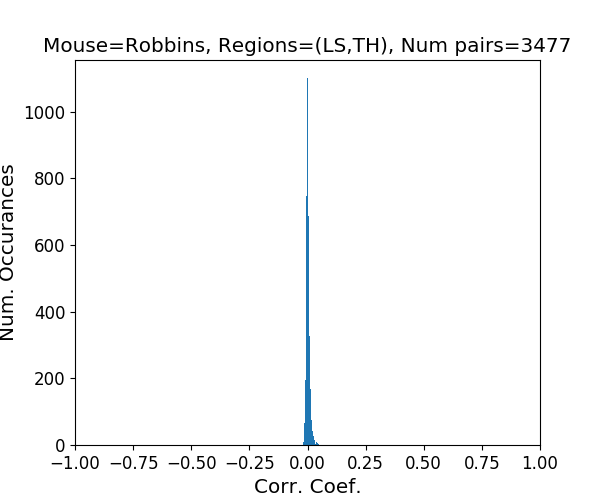 Mouse=Robbins, Regions=(LS,TH), Num pairs=3477
Num. Occurances
1000
800
600
400
200
0
−1.00 −0.75 −0.50 −0.25 0.00 0.25 0.50 0.75 1.00
Corr. Coef.